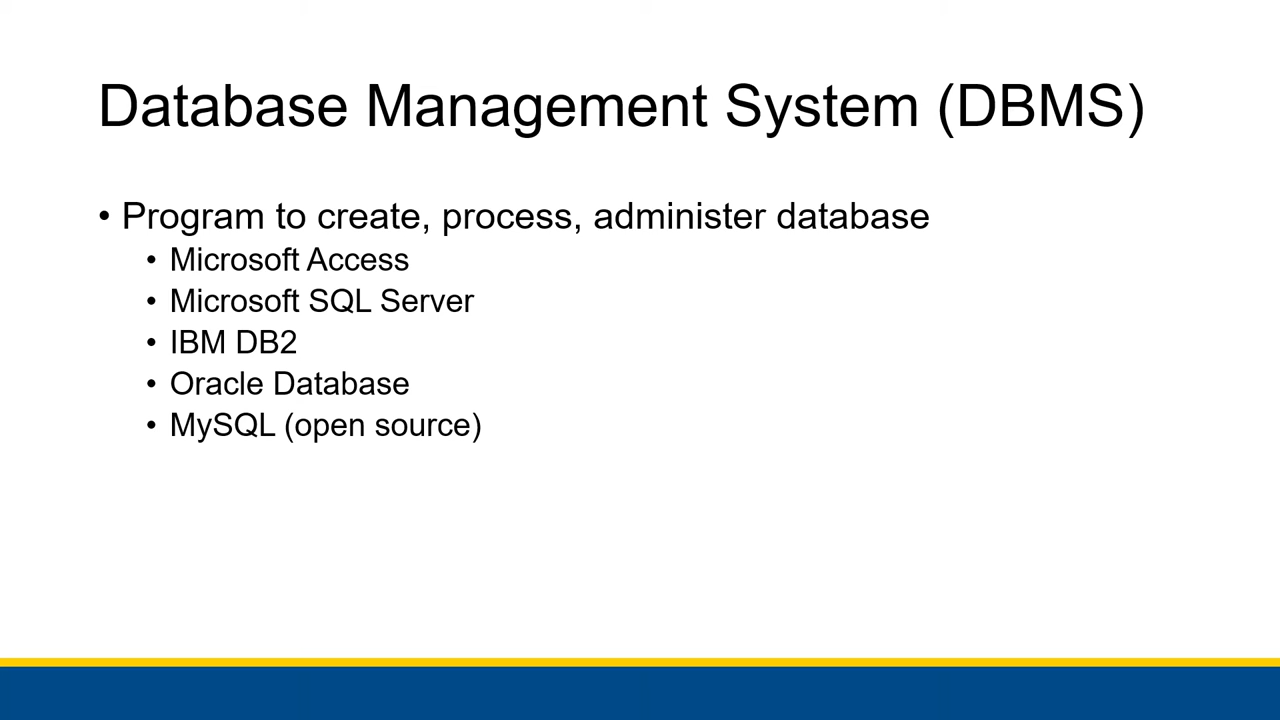 Database Management System (DBMS)
• Program to create, process, administer database
• Microsoft Access
• Microsoft SQL Server
• IBM DB2
• Oracle Database
• MySQL (open source)